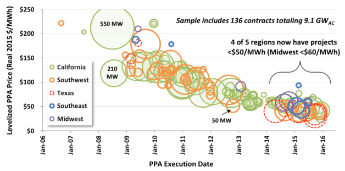 Levelized PPA Price (Real 2015 $/MWh)
$250
$200
$150
$100
$50
$0
550 MW
210
MW
50 MW
Sample includes 136 contracts totaling 9.1 GWAC
4 of 5 regions now have projects
<$50/MWh (Midwest <$60/MWh)
California
Southwest
Texas
Southeast
Midwest
Jan-06
Jan-07
Jan-08
Jan-09
Jan-10
Jan-11
Jan-12
Jan-13
Jan-14
Jan-15
Jan-16
PPA Execution Date